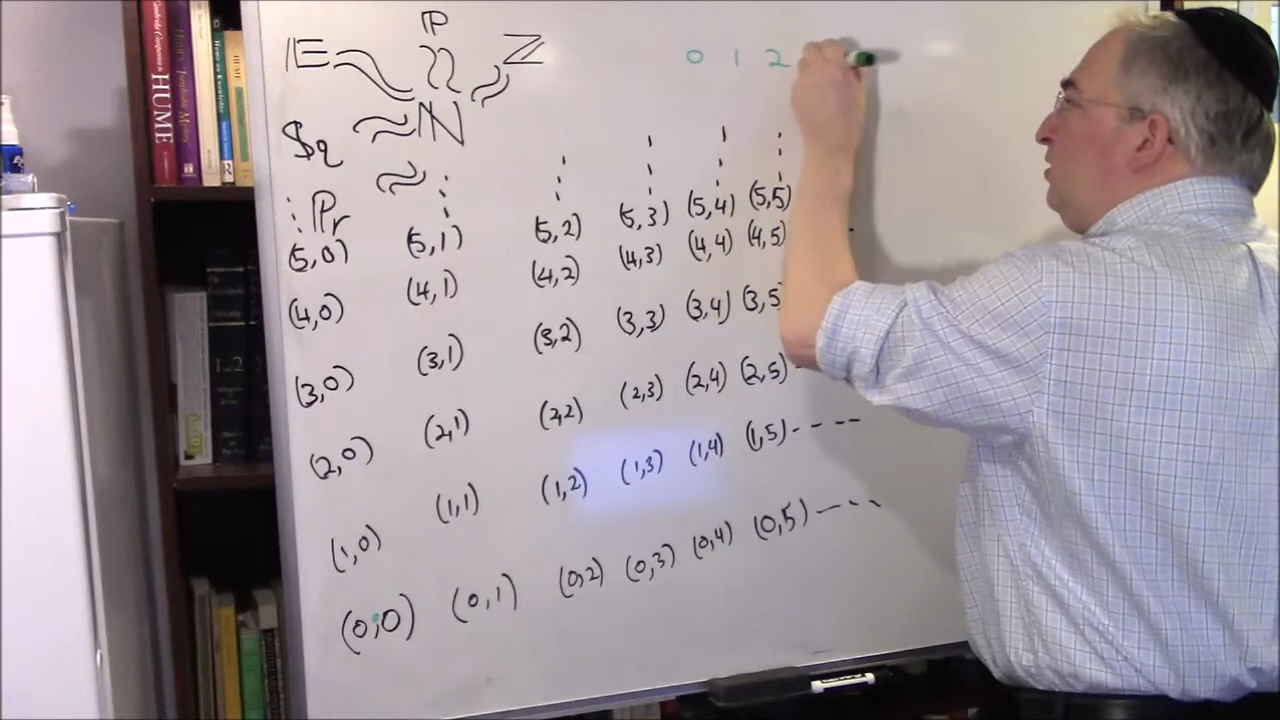 P
E Z 0 1 2
≈ N
Sq ≈
≈
Pr
(5,0) (5,1) (5,2) (5,3) (5,4) (5,5)
(4,0) (4,1) (4,2) (4,3) (4,4) (4,5)
(3,0) (3,1) (3,2) (3,3) (3,4) (3,5
(2,0) (2,1) (2,2) (2,3) (2,4) (2,5)
(1,0) (1,1) (1,2) (1,3) (1,4) (1,5)
(0,0) (0,1) (0,2) (0,3) (0,4) (0,5)
HUME
HUME